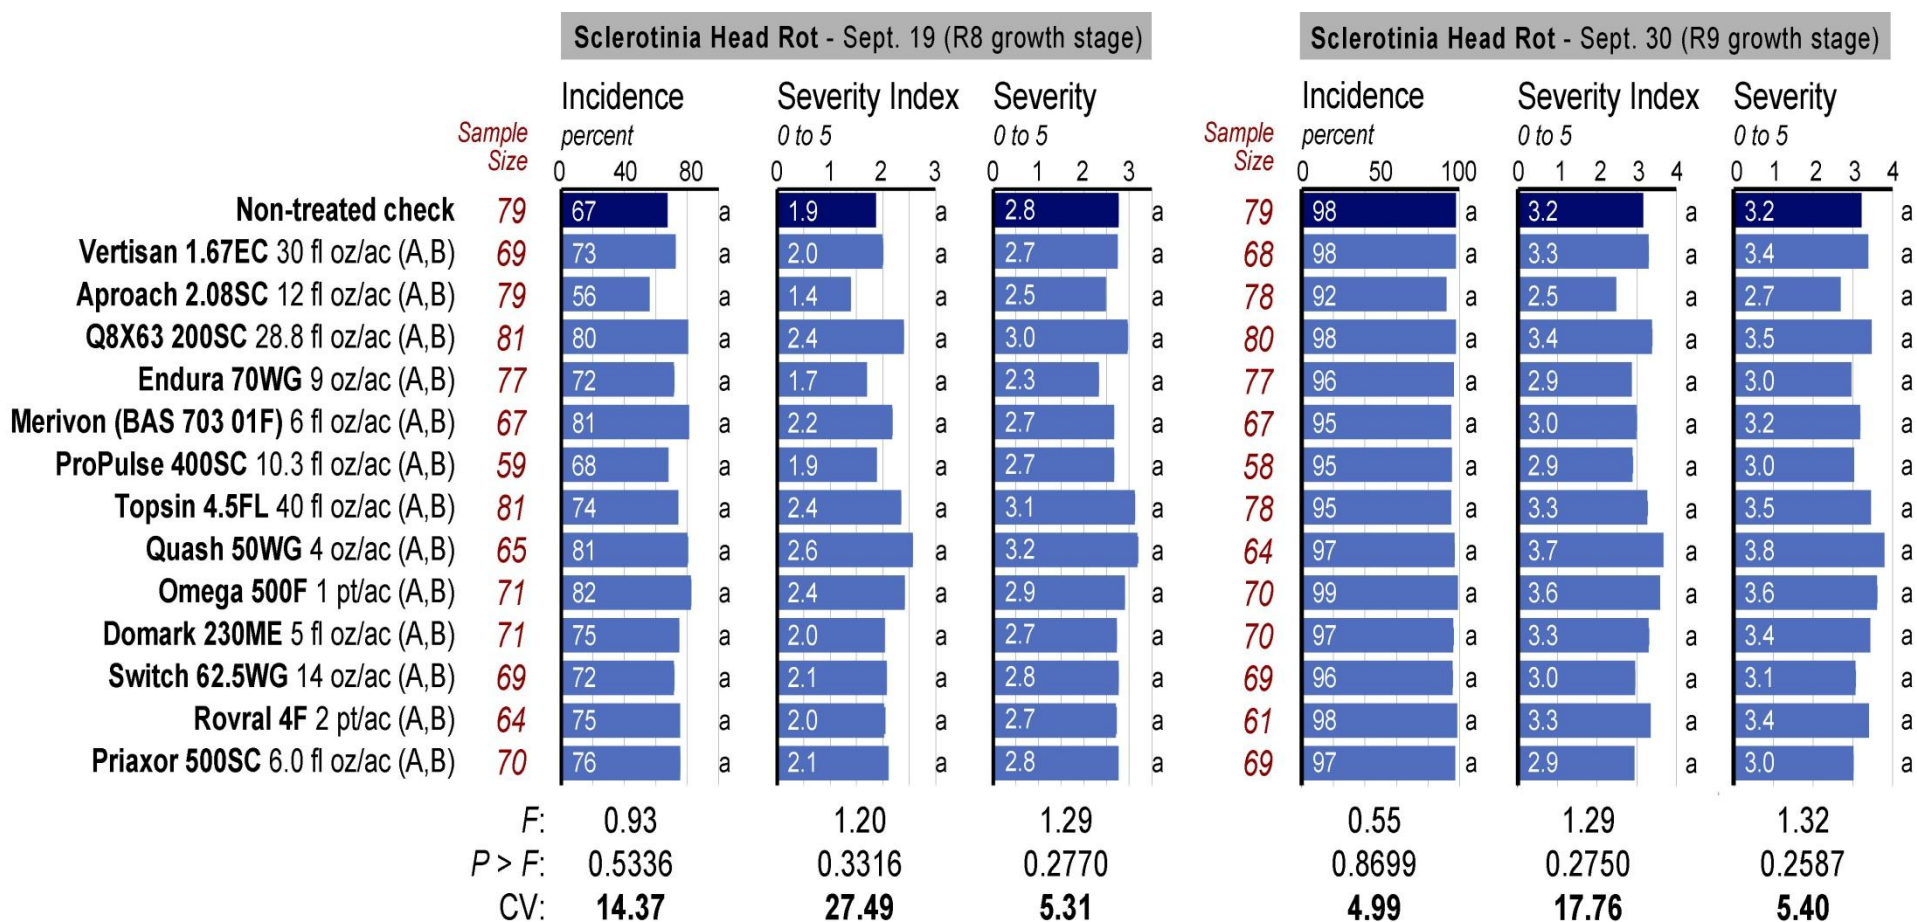 Sclerotinia Head Rot - Sept. 19 (R8 growth stage) Sclerotinia Head Rot - Sept. 30 (R9 growth stage)
Incidence Severity Index Severity Incidence Severity Index Severity
Sample percent 0 to 5 0 to 5 Sample percent 0 to 5 0 to 5
Size Size
0 40 80 0 1 2 3 0 1 2 3 0 50 100 0 1 2 3 4 0 1 2 3 4
Non-treated check 79 67 a 1.9 a 2.8 a 79 98 a 3.2 a 3.2 a
Vertisan 1.67EC 30 fl oz/ac (A,B) 69 73 a 2.0 a 2.7 a 68 98 a 3.3 a 3.4 a
Aproach 2.08SC 12 fl oz/ac (A,B) 79 56 a 1.4 a 2.5 a 78 92 a 2.5 a 2.7 a
Q8X63 200SC 28.8 fl oz/ac (A,B) 81 80 a 2.4 a 3.0 a 80 98 a 3.4 a 3.5 a
Endura 70WG 9 oz/ac (A,B) 77 72 a 1.7 a 2.3 a 77 96 a 2.9 a 3.0 a
Merivon (BAS 703 01F) 6 fl oz/ac (A,B) 67 81 a 2.2 a 2.7 a 67 95 a 3.0 a 3.2 a
ProPulse 400SC 10.3 fl oz/ac (A,B) 59 68 a 1.9 a 2.7 a 58 95 a 2.9 a 3.0 a
Topsin 4.5FL 40 fl oz/ac (A,B) 81 74 a 2.4 a 3.1 a 78 95 a 3.3 a 3.5 a
Quash 50WG 4 oz/ac (A,B) 65 81 a 2.6 a 3.2 a 64 97 a 3.7 a 3.8 a
Omega 500F 1 pt/ac (A,B) 71 82 a 2.4 a 2.9 a 70 99 a 3.6 a 3.6 a
Domark 230ME 5 fl oz/ac (A,B) 71 75 a 2.0 a 2.7 a 70 97 a 3.3 a 3.4 a
Switch 62.5WG 14 oz/ac (A,B) 69 72 a 2.1 a 2.8 a 69 96 a 3.0 a 3.1 a
Rovral 4F 2 pt/ac (A,B) 64 75 a 2.0 a 2.7 a 61 98 a 3.3 a 3.4 a
Priaxor 500SC 6.0 fl oz/ac (A,B) 70 76 a 2.1 a 2.8 a 69 97 a 2.9 a 3.0 a
F: 0.93 1.20 1.29 0.55 1.29 1.32
P > F: 0.5336 0.3316 0.2770 0.8699 0.2750 0.2587
CV: 14.37 27.49 5.31 4.99 17.76 5.40